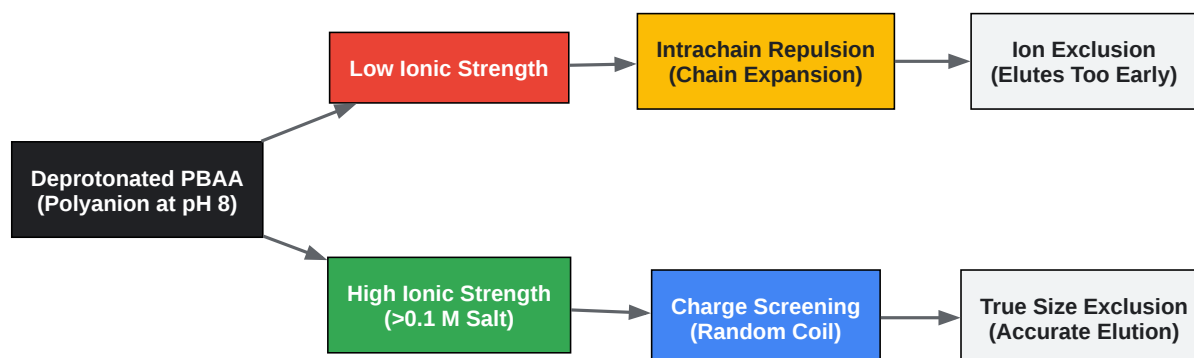 Deprotonated PBAA
(Polyanion at pH 8)
Low Ionic Strength
Intrachain Repulsion
(Chain Expansion)
Ion Exclusion
(Elutes Too Early)
High Ionic Strength
(>0.1 M Salt)
Charge Screening
(Random Coil)
True Size Exclusion
(Accurate Elution)